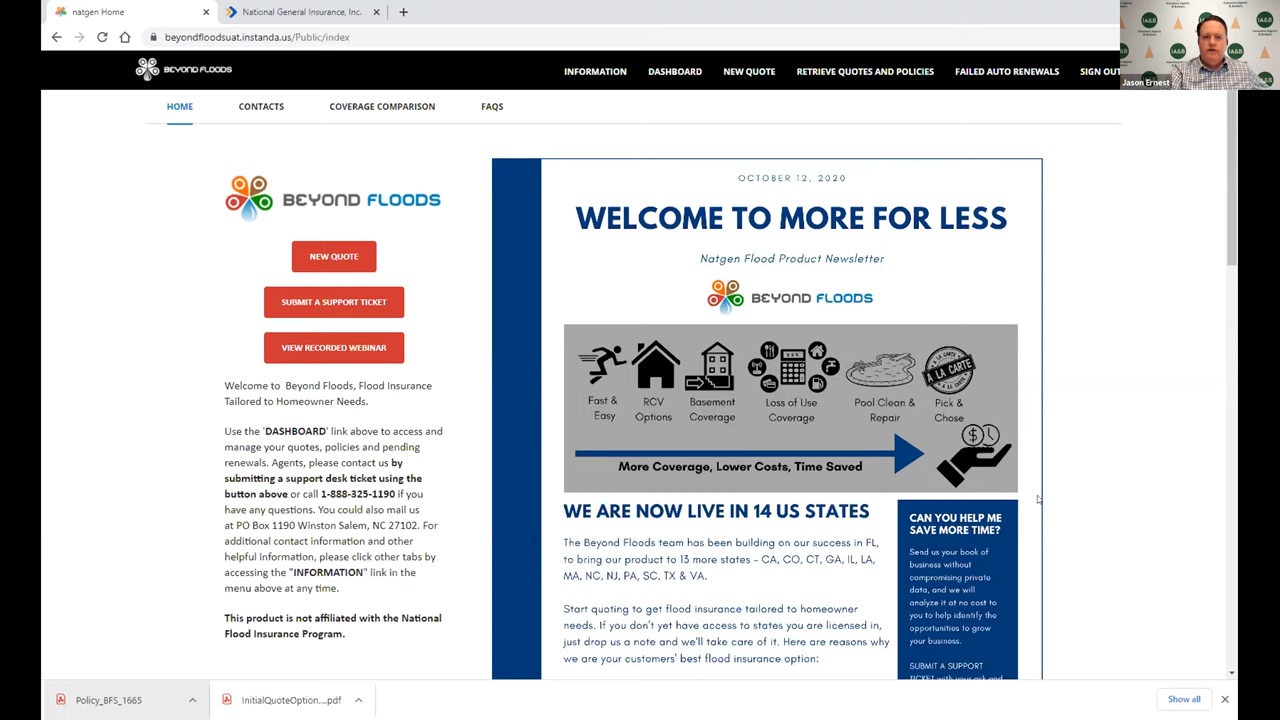 natgen Home
National General Insurance, Inc.
beyondfloodsuat.instanda.us/Public/index
IA&B
Insurance Agents
& Brokers
Jason Ernest
BEYOND FLOODS
INFORMATION
DASHBOARD
NEW QUOTE
RETRIEVE QUOTES AND POLICIES
FAILED AUTO RENEWALS
SIGN OUT
HOME
CONTACTS
COVERAGE COMPARISON
FAQS
BEYOND FLOODS
NEW QUOTE
SUBMIT A SUPPORT TICKET
VIEW RECORDED WEBINAR
Welcome to Beyond Floods, Flood Insurance
Tailored to Homeowner Needs.
Use the 'DASHBOARD' link above to access and
manage your quotes, policies and pending
renewals. Agents, please contact us by
submitting a support desk ticket using the
button above or call 1-888-325-1190 if you
have any questions. You could also mail us
at PO Box 1190 Winston Salem, NC 27102. For
additional contact information and other
helpful information, please click other tabs by
accessing the "INFORMATION" link in the
menu above at any time.
This product is not affiliated with the National
Flood Insurance Program.
OCTOBER 12, 2020
WELCOME TO MORE FOR LESS
Natgen Flood Product Newsletter
BEYOND FLOODS
Fast &
Easy
RCV
Options
Basement
Coverage
Loss of Use
Coverage
Pool Clean &
Repair
A LA CARTE
Pick &
Chose
More Coverage, Lower Costs, Time Saved
WE ARE NOW LIVE IN 14 US STATES
The Beyond Floods team has been building on our success in FL,
to bring our product to 13 more states - CA, CO, CT, GA, IL, LA,
MA, NC, NJ, PA, SC, TX & VA.
Start quoting to get flood insurance tailored to homeowner
needs. If you don't yet have access to states you are licensed in,
just drop us a note and we'll take care of it. Here are reasons why
we are your customers' best flood insurance option:
CAN YOU HELP ME
SAVE MORE TIME?
Send us your book of
business without
compromising private
data, and we will
analyze it at no cost to
you to help identify the
opportunities to grow
your business.
SUBMIT A SUPPORT
TICKET with your ask and
Policy_BFS_1665
InitialQuoteOption....pdf
Show all